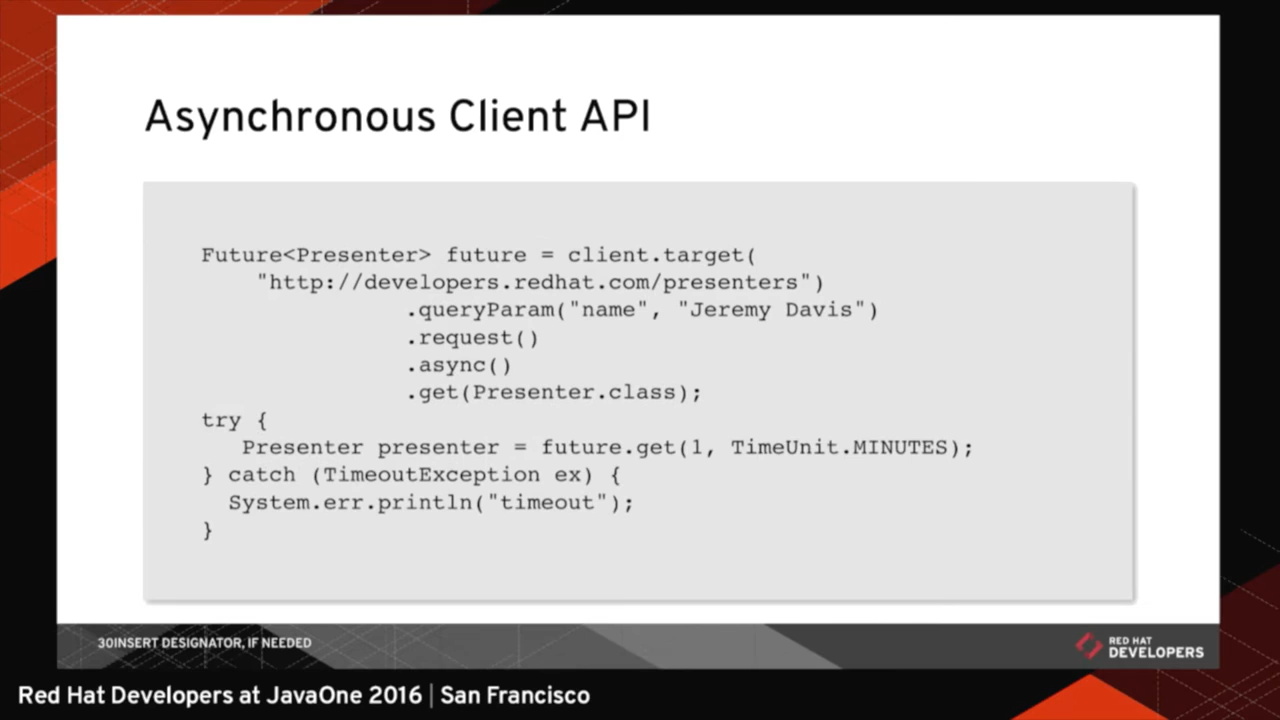 Asynchronous Client API
Future<Presenter> future = client.target(
"http://developers.redhat.com/presenters")
.queryParam("name", "Jeremy Davis")
.request()
.async()
.get(Presenter.class);
try {
Presenter presenter = future.get(1, TimeUnit.MINUTES);
} catch (TimeoutException ex) {
System.err.println("timeout");
}
30INSERT DESIGNATOR, IF NEEDED
RED HAT
DEVELOPERS
Red Hat Developers at JavaOne 2016 | San Francisco